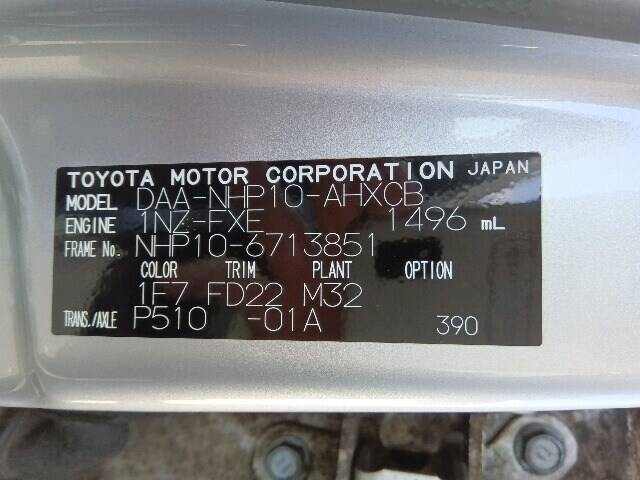 TOYOTA MOTOR CORPORATION JAPAN
MODEL DAA-NHP10-AHXCB
ENGINE 1NZ-FXE 1496 mL
FRAME No. NHP10-6713851
COLOR TRIM PLANT OPTION
1F7 FD22 M32
TRANS./AXLE P510 -01A 390